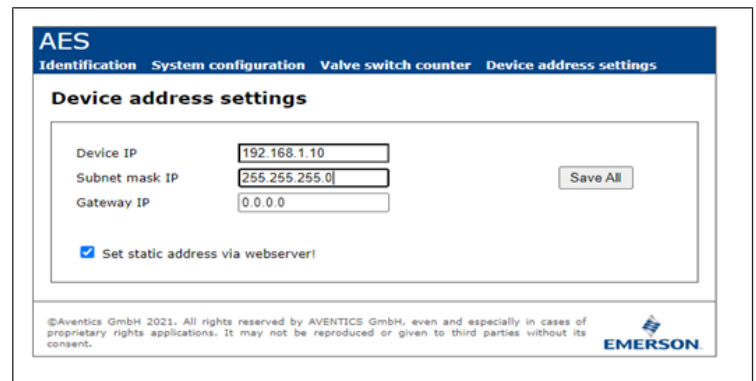 AES
Identification System configuration Valve switch counter Device address settings
Device address settings
Device IP 192.168.1.10
Subnet mask IP 255.255.255.0
Save All
Gateway IP 0.0.0.0
Set static address via webserver!
©Aventics GmbH 2021. All rights reserved by AVENTICS GmbH, even and especially in cases of
proprietary rights applications. It may not be reproduced or given to third parties without its
consent.
EMERSON.